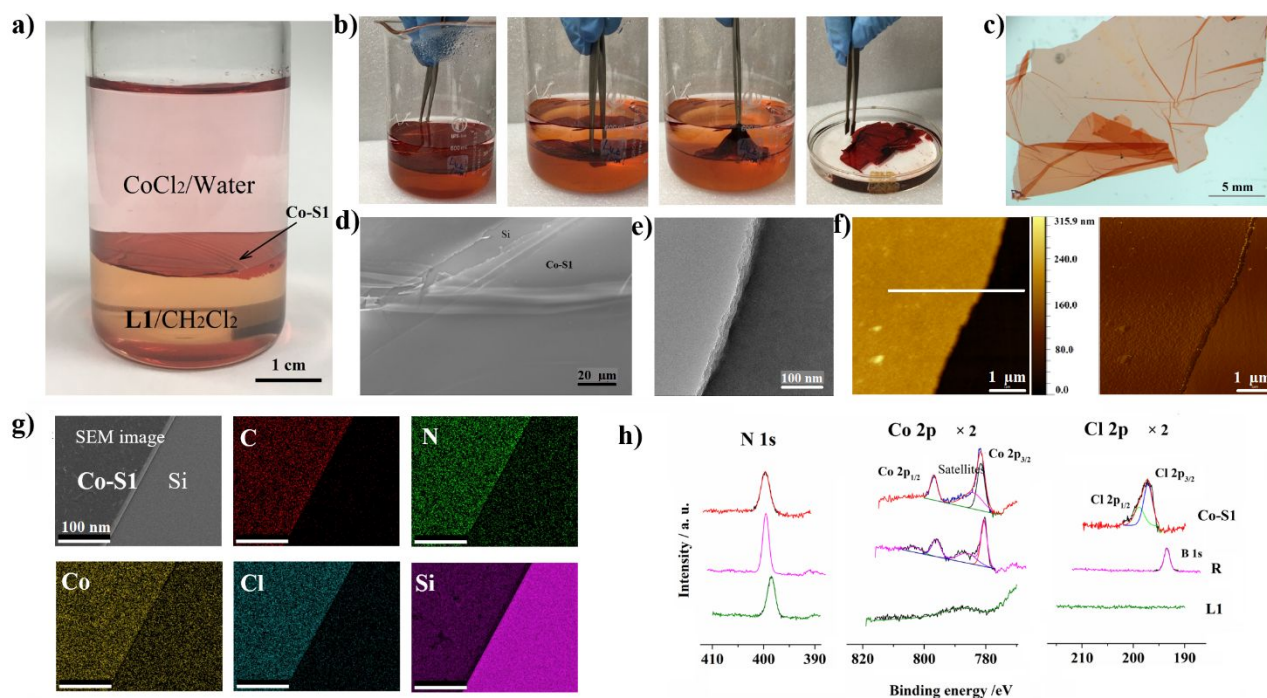 a)
CoCl₂/Water
Co-S1
L1/CH₂Cl₂
1 cm
b)
c)
5 mm
d)
Si
Co-S1
20 μm
e)
100 nm
f)
1 μm
315.9 nm
240.0
160.0
80.0
0.0
1 μm
g)
SEM image
Co-S1 Si
100 nm
C
N
Co
Cl
Si
h)
N 1s
Co 2p × 2
Cl 2p × 2
Co 2p₁/₂
Satellites
Co 2p₃/₂
Cl 2p₁/₂
Cl 2p₃/₂
Co-S1
B 1s
R
L1
Intensity / a. u.
410 400 390
820 800 780
210 200 190
Binding energy /eV